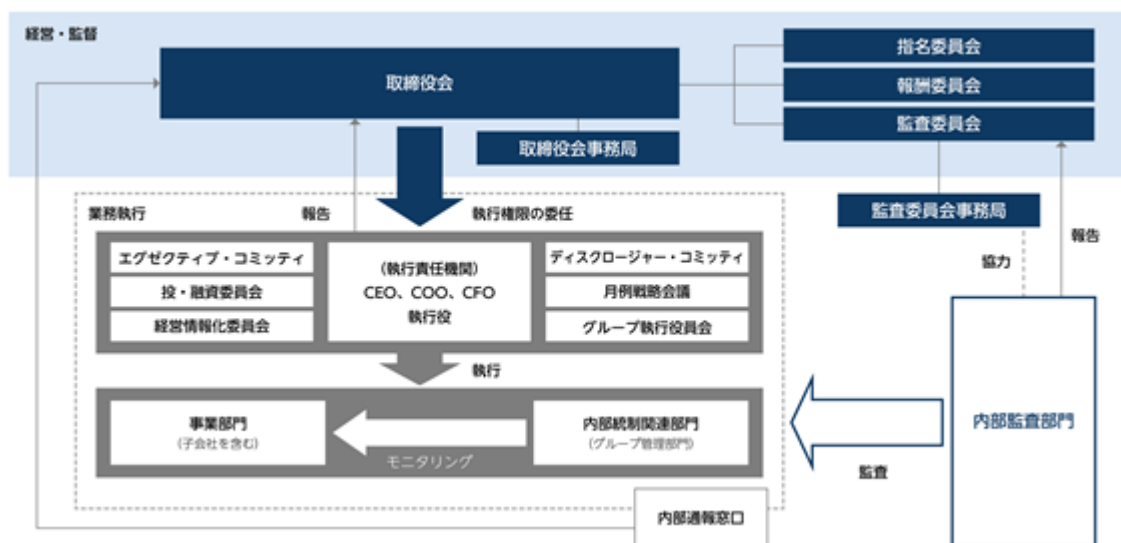 経営・監督
取締役会
指名委員会
報酬委員会
監査委員会
取締役会事務局
監査委員会事務局
業務執行
報告
執行権限の委任
報告
協力
エグゼクティブ・コミッティ
投・融資委員会
経営情報化委員会
(執行責任機関)
CEO、COO、CFO
執行役
ディスクロージャー・コミッティ
月例戦略会議
グループ執行役員会
執行
事業部門
(子会社を含む)
モニタリング
内部統制関連部門
(グループ管理部門)
監査
内部監査部門
内部通報窓口